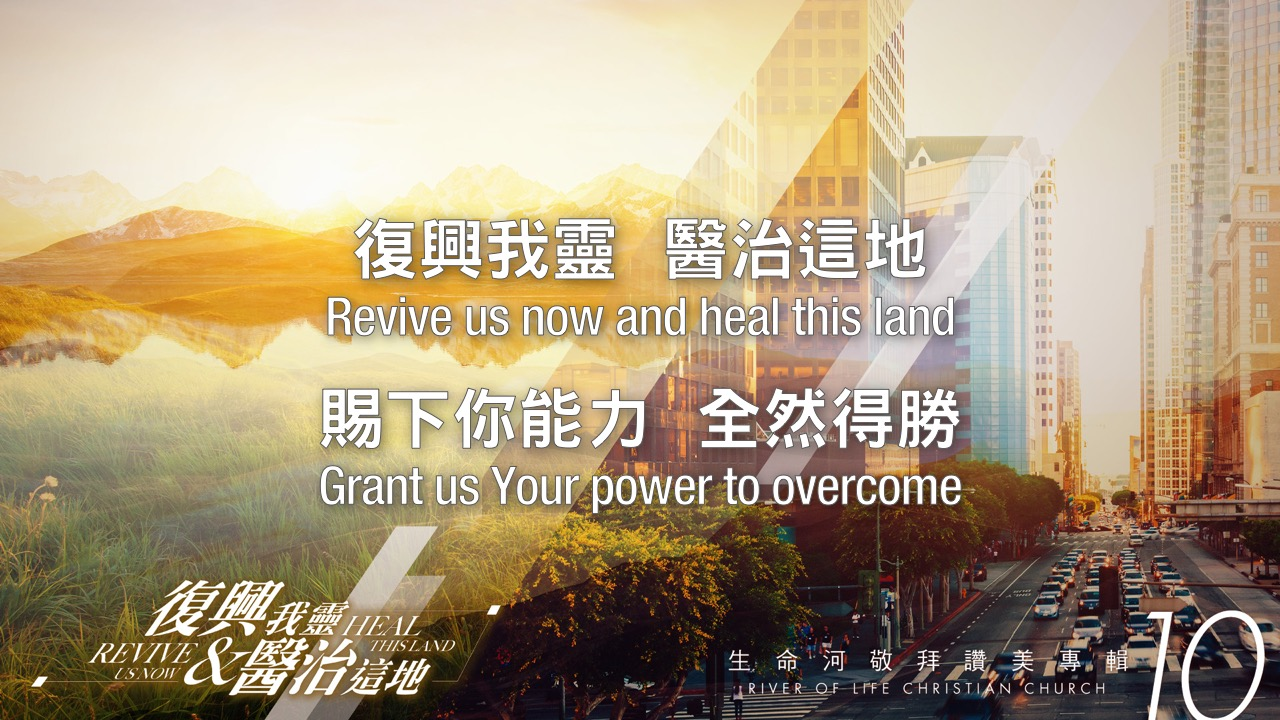 復興我靈 醫治這地
Revive us now and heal this land
賜下你能力 全然得勝
Grant us Your power to overcome
復興我靈 HEAL THIS LAND
REVIVE US NOW & 醫治這地
生命河敬拜讚美專輯 10
RIVER OF LIFE CHRISTIAN CHURCH